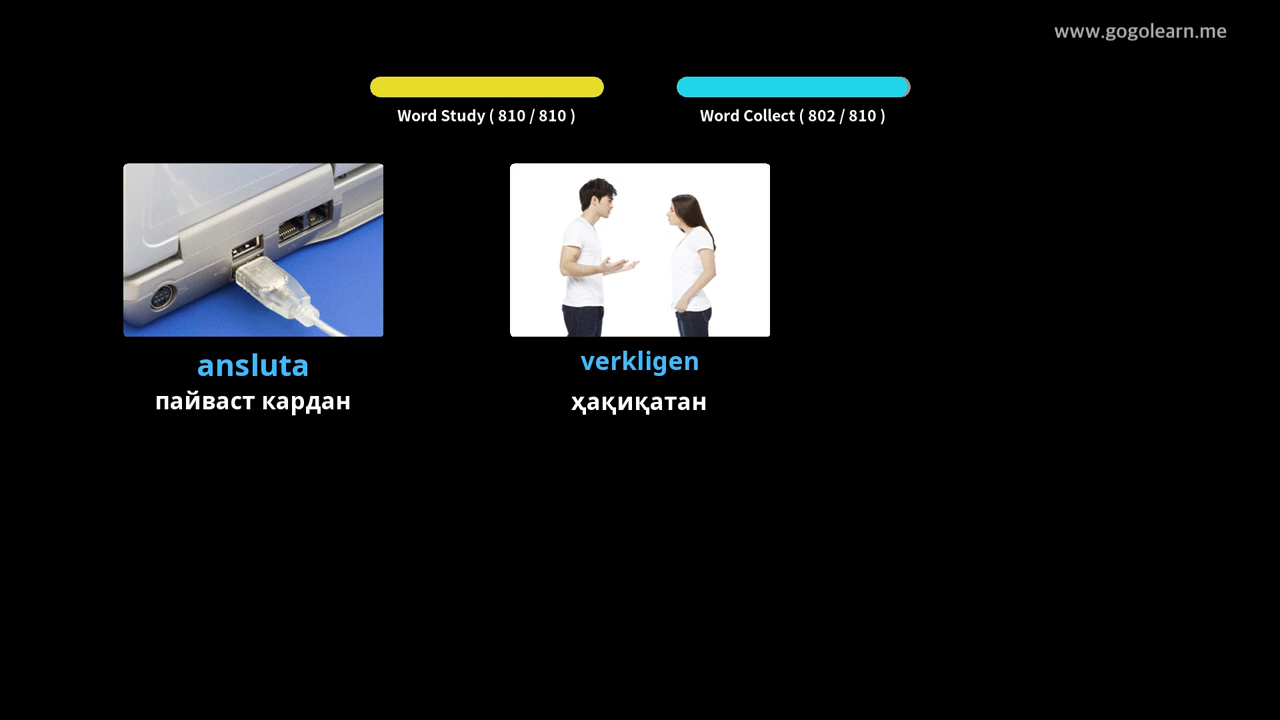 www.gogolearn.me
Word Study ( 810 / 810 )
Word Collect ( 802 / 810 )
ansluta
пайваст кардан
verkligen
ҳақиқатан